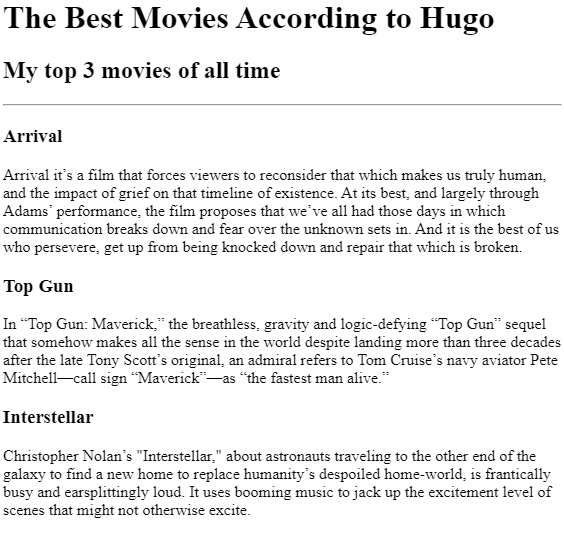 The Best Movies According to Hugo
My top 3 movies of all time
Arrival
Arrival it’s a film that forces viewers to reconsider that which makes us truly human,
and the impact of grief on that timeline of existence. At its best, and largely through
Adams’ performance, the film proposes that we’ve all had those days in which
communication breaks down and fear over the unknown sets in. And it is the best of us
who persevere, get up from being knocked down and repair that which is broken.
Top Gun
In “Top Gun: Maverick,” the breathless, gravity and logic-defying “Top Gun” sequel
that somehow makes all the sense in the world despite landing more than three decades
after the late Tony Scott’s original, an admiral refers to Tom Cruise’s navy aviator Pete
Mitchell—call sign “Maverick”—as “the fastest man alive.”
Interstellar
Christopher Nolan’s "Interstellar," about astronauts traveling to the other end of the
galaxy to find a new home to replace humanity’s despoiled home-world, is frantically
busy and earsplittingly loud. It uses booming music to jack up the excitement level of
scenes that might not otherwise excite.